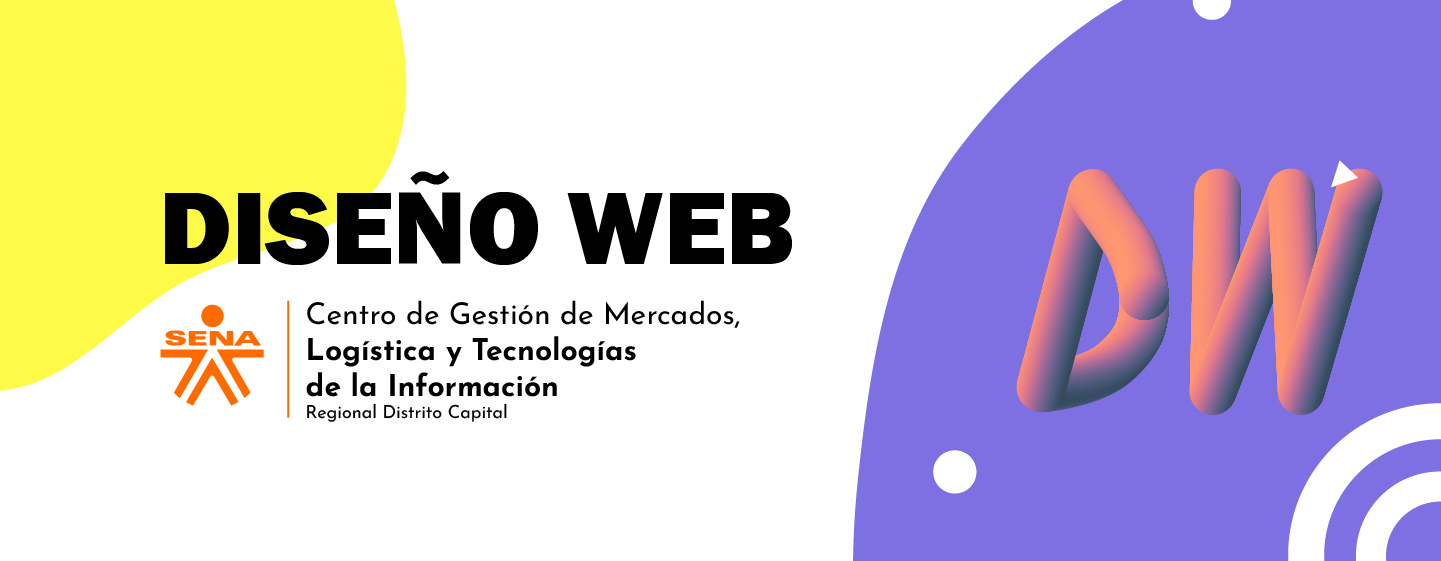 DISEÑO WEB
SENA
Centro de Gestión de Mercados,
Logística y Tecnologías
de la Información
Regional Distrito Capital
DW